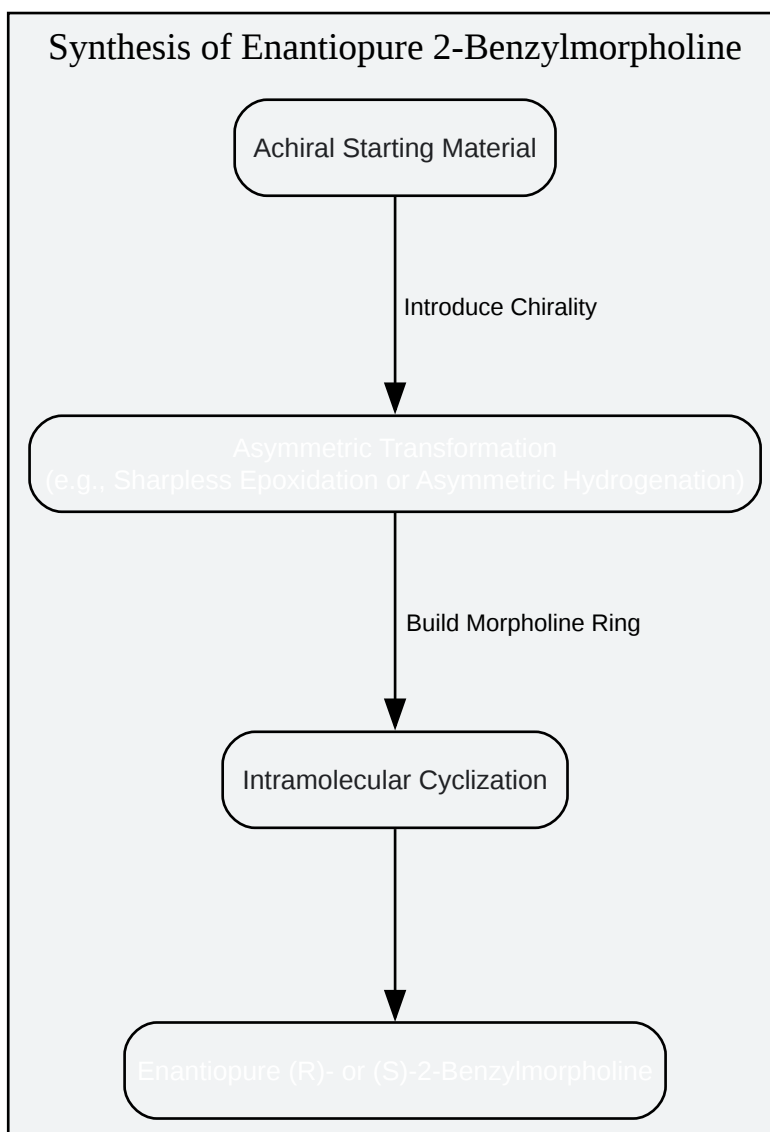 Synthesis of Enantiopure 2-Benzylmorpholine
Achiral Starting Material
Introduce Chirality
Asymmetric Transformation
(e.g., Sharpless Epoxidation or Asymmetric Hydrogenation)
Build Morpholine Ring
Intramolecular Cyclization
Enantiopure (R)- or (S)-2-Benzylmorpholine